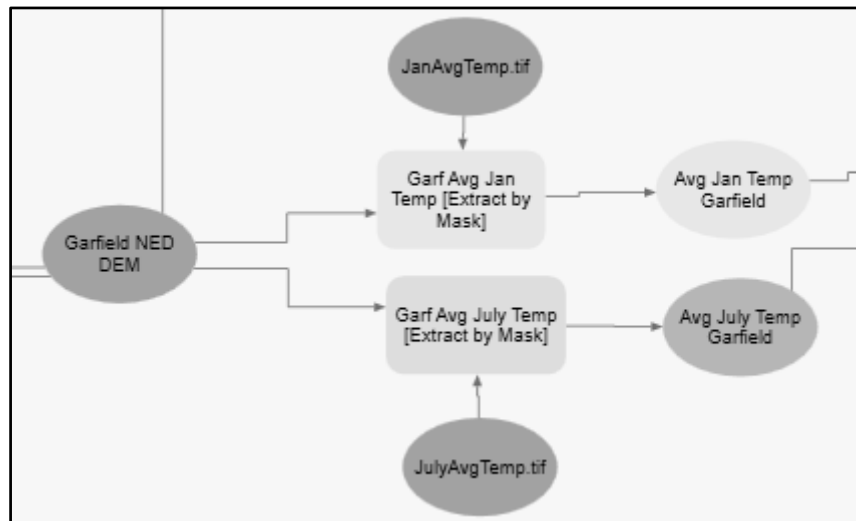 JanAvgTemp.tif
Garf Avg Jan
Temp [Extract by
Mask]
Avg Jan Temp
Garfield
Garfield NED
DEM
Garf Avg July Temp
[Extract by Mask]
Avg July Temp
Garfield
JulyAvgTemp.tif